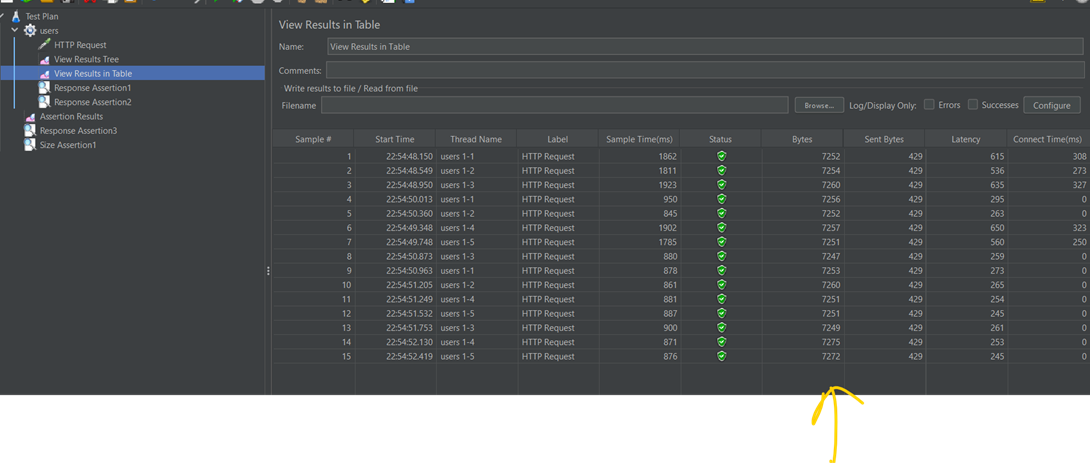 Test Plan
users
HTTP Request
View Results Tree
View Results in Table
Response Assertion1
Response Assertion2
Assertion Results
Response Assertion3
Size Assertion1
View Results in Table
Name: View Results in Table
Comments:
Write results to file / Read from file
Filename Browse... Log/Display Only: Errors Successes Configure
Sample # Start Time Thread Name Label Sample Time(ms) Status Bytes Sent Bytes Latency Connect Time(ms)
1 22:54:48.150 users 1-1 HTTP Request 1862 7252 429 615 308
2 22:54:48.549 users 1-2 HTTP Request 1811 7254 429 536 273
3 22:54:48.950 users 1-3 HTTP Request 1923 7260 429 635 327
4 22:54:50.013 users 1-1 HTTP Request 950 7256 429 295 0
5 22:54:50.360 users 1-2 HTTP Request 845 7252 429 263 0
6 22:54:49.348 users 1-4 HTTP Request 1902 7257 429 650 323
7 22:54:49.748 users 1-5 HTTP Request 1785 7251 429 560 250
8 22:54:50.873 users 1-3 HTTP Request 880 7247 429 259 0
9 22:54:50.963 users 1-1 HTTP Request 878 7253 429 273 0
10 22:54:51.205 users 1-2 HTTP Request 861 7260 429 265 0
11 22:54:51.249 users 1-4 HTTP Request 881 7251 429 254 0
12 22:54:51.532 users 1-5 HTTP Request 887 7251 429 245 0
13 22:54:51.753 users 1-3 HTTP Request 900 7249 429 261 0
14 22:54:52.130 users 1-4 HTTP Request 871 7275 429 253 0
15 22:54:52.419 users 1-5 HTTP Request 876 7272 429 245 0